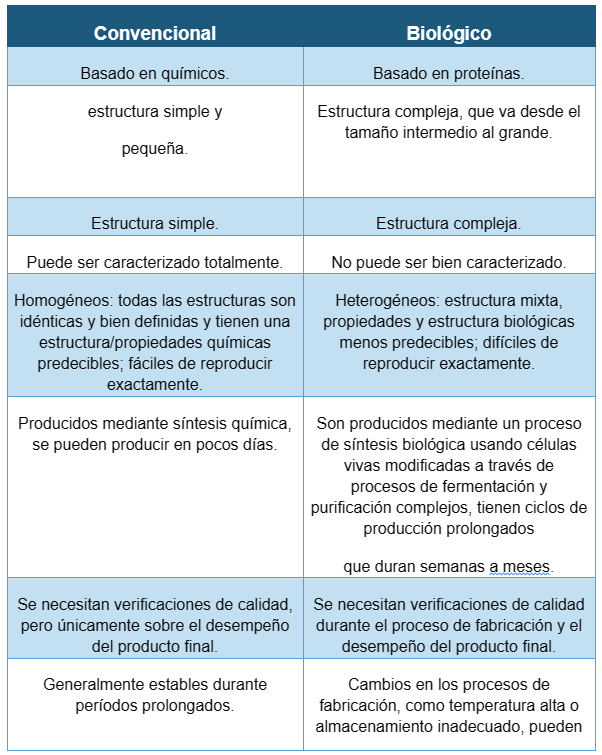 Convencional
Biológico
Basado en químicos.
Basado en proteínas.
estructura simple y
pequeña.
Estructura compleja, que va desde el
tamaño intermedio al grande.
Estructura simple.
Estructura compleja.
Puede ser caracterizado totalmente.
No puede ser bien caracterizado.
Homogéneos: todas las estructuras son
idénticas y bien definidas y tienen una
estructura/propiedades químicas
predecibles; fáciles de reproducir
exactamente.
Heterogéneos: estructura mixta,
propiedades y estructura biológicas
menos predecibles; difíciles de
reproducir exactamente.
Producidos mediante síntesis química,
se pueden producir en pocos días.
Son producidos mediante un proceso
de síntesis biológica usando células
vivas modificadas a través de
procesos de fermentación y
purificación complejos, tienen ciclos de
producción prolongados
que duran semanas a meses.
Se necesitan verificaciones de calidad,
pero únicamente sobre el desempeño
del producto final.
Se necesitan verificaciones de calidad
durante el proceso de fabricación y el
desempeño del producto final.
Generalmente estables durante
períodos prolongados.
Cambios en los procesos de
fabricación, como temperatura alta o
almacenamiento inadecuado, pueden